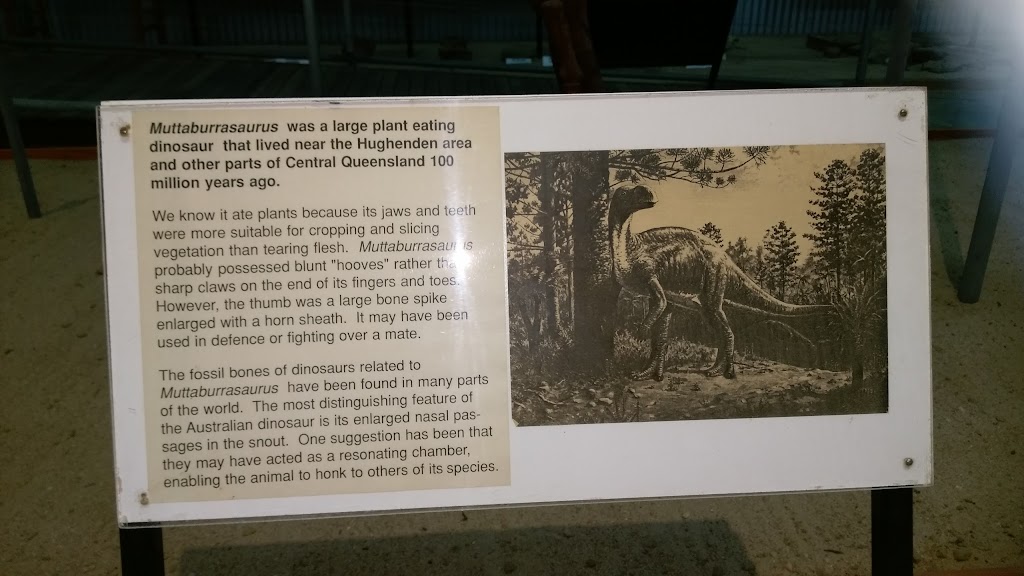 Muttaburrasaurus was a large plant eating
dinosaur that lived near the Hughenden area
and other parts of Central Queensland 100
million years ago.
We know it ate plants because its jaws and teeth
were more suitable for cropping and slicing
vegetation than tearing flesh. Muttaburrasaurus
probably possessed blunt "hooves" rather than
sharp claws on the end of its fingers and toes.
However, the thumb was a large bone spike
enlarged with a horn sheath. It may have been
used in defence or fighting over a mate.
The fossil bones of dinosaurs related to
Muttaburrasaurus have been found in many parts
of the world. The most distinguishing feature of
the Australian dinosaur is its enlarged nasal pas-
sages in the snout. One suggestion has been that
they may have acted as a resonating chamber,
enabling the animal to honk to others of its species.